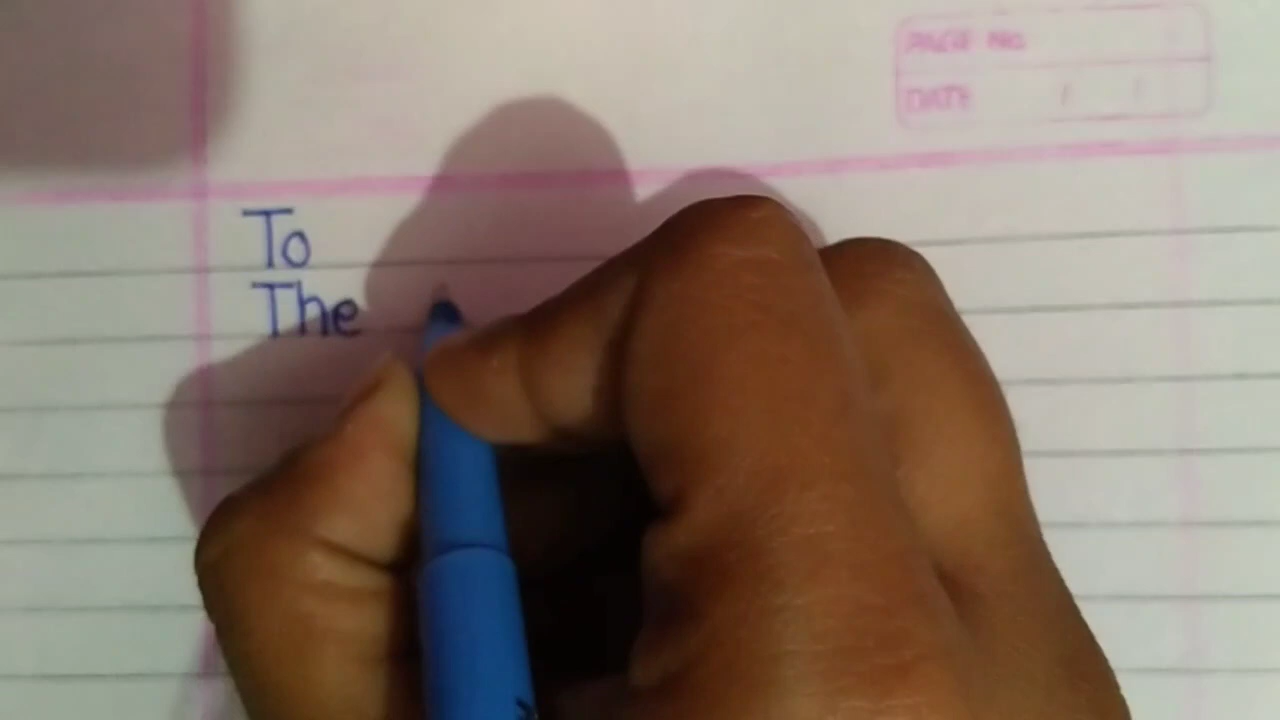 PAGE No.
DATE / /
To
The